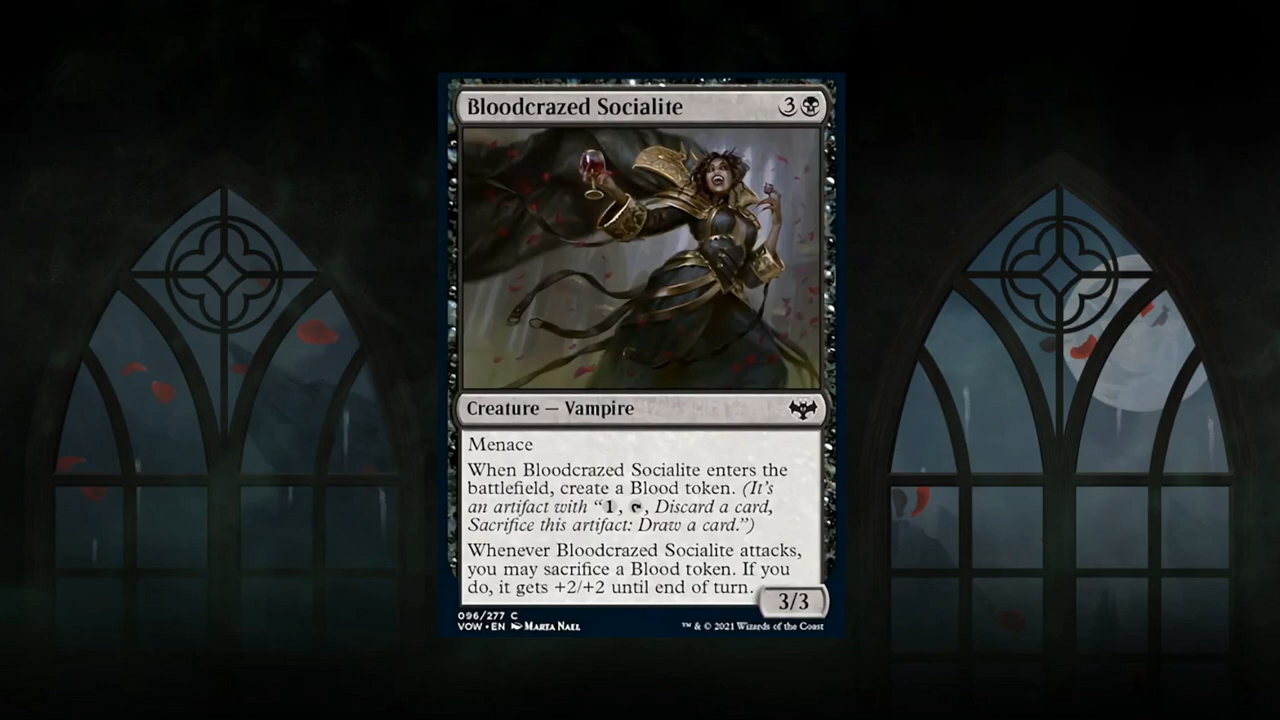 Bloodcrazed Socialite 3
Creature — Vampire
Menace
When Bloodcrazed Socialite enters the
battlefield, create a Blood token. (It's
an artifact with “1, , Discard a card,
Sacrifice this artifact: Draw a card.”)
Whenever Bloodcrazed Socialite attacks,
you may sacrifice a Blood token. If you
do, it gets +2/+2 until end of turn.
3/3
096/277 C
VOW • EN Marta Nael ™ & © 2021 Wizards of the Coast